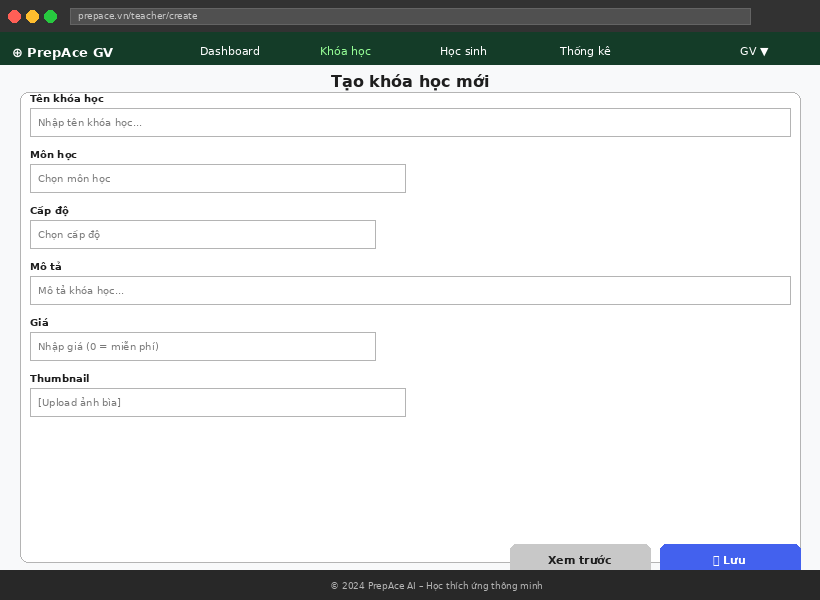 prepace.vn/teacher/create
⊕ PrepAce GV Dashboard Khóa học Học sinh Thống kê GV ▼
Tạo khóa học mới
Tên khóa học
Nhập tên khóa học...
Môn học
Chọn môn học
Cấp độ
Chọn cấp độ
Mô tả
Mô tả khóa học...
Giá
Nhập giá (0 = miễn phí)
Thumbnail
[Upload ảnh bìa]
Xem trước Lưu
© 2024 PrepAce AI – Học thích ứng thông minh